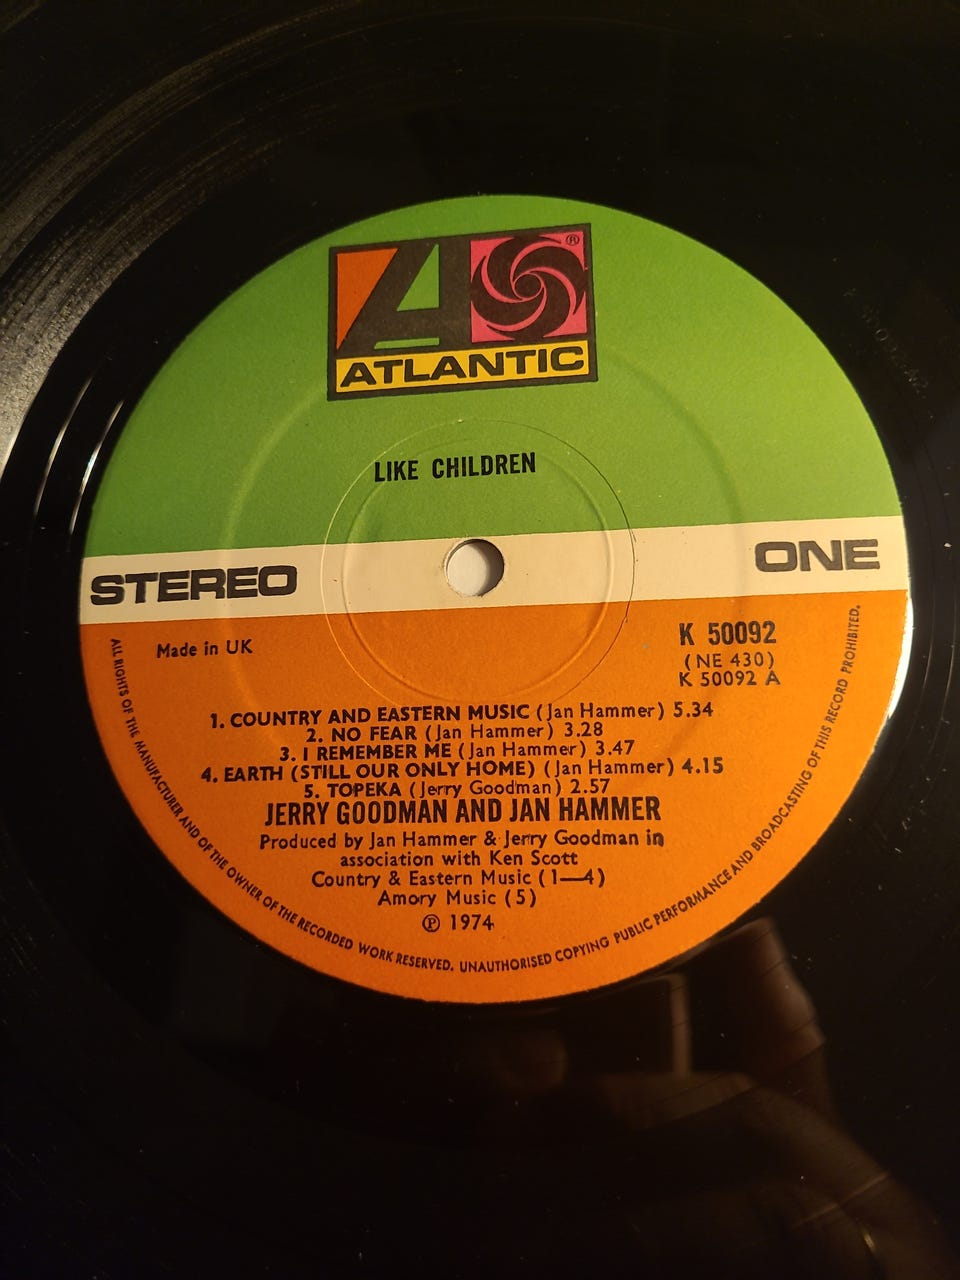 A
®
ATLANTIC
LIKE CHILDREN
STEREO
ONE
Made in UK
K 50092
(NE 430)
K 50092 A
1. COUNTRY AND EASTERN MUSIC (Jan Hammer) 5.34
2. NO FEAR (Jan Hammer) 3.28
3. I REMEMBER ME (Jan Hammer) 3.47
4. EARTH (STILL OUR ONLY HOME) (Jan Hammer) 4.15
5. TOPEKA (Jerry Goodman) 2.57
JERRY GOODMAN AND JAN HAMMER
Produced by Jan Hammer & Jerry Goodman in
association with Ken Scott
Country & Eastern Music (1—4)
Amory Music (5)
℗ 1974
ALL RIGHTS OF THE MANUFACTURER AND OF THE OWNER OF THE RECORDED WORK RESERVED. UNAUTHORISED COPYING PUBLIC PERFORMANCE AND BROADCASTING OF THIS RECORD PROHIBITED.